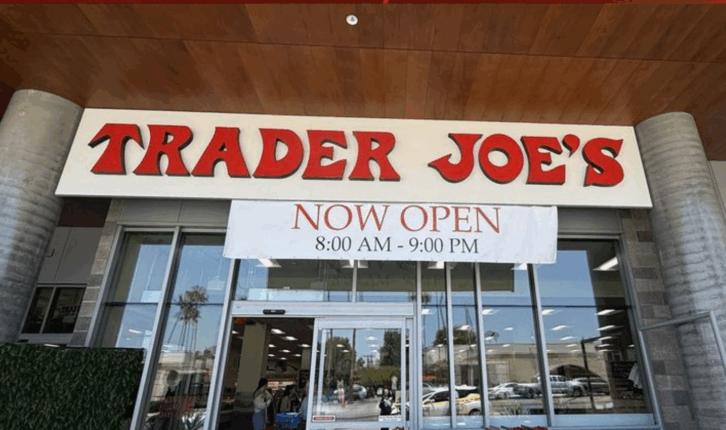 TRADER JOE'S
NOW OPEN
8:00 AM - 9:00 PM